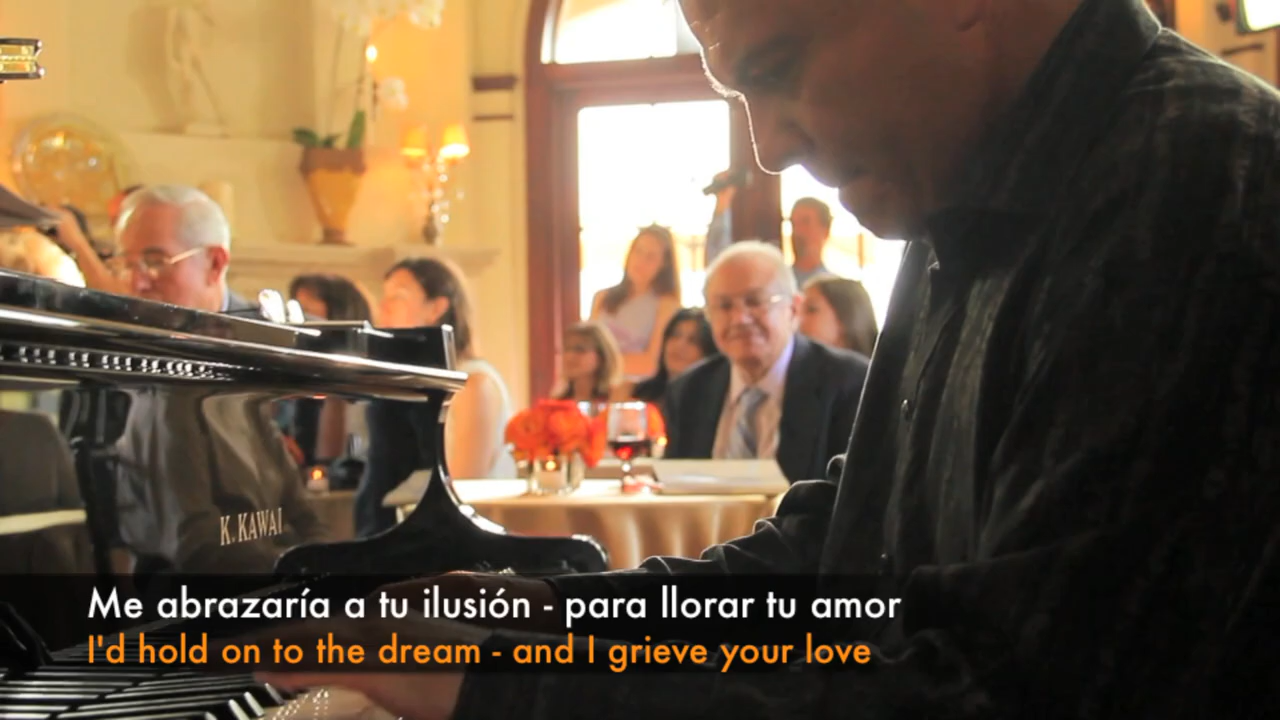 K. KAWAI
Me abrazaría a tu ilusión - para llorar tu amor
I'd hold on to the dream - and I grieve your love